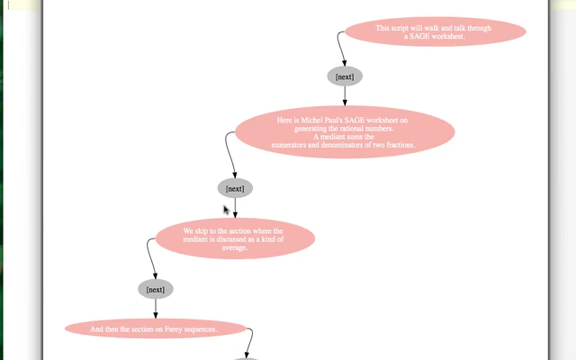 This script will walk and talk through
a SAGE worksheet.
[next]
Here is Michel Paul's SAGE worksheet on
generating the rational numbers.
A mediant sums the
numerators and denominators of two fractions.
[next]
We skip to the section where the
mediant is discussed as a kind of
average.
[next]
And then the section on Farey sequences.